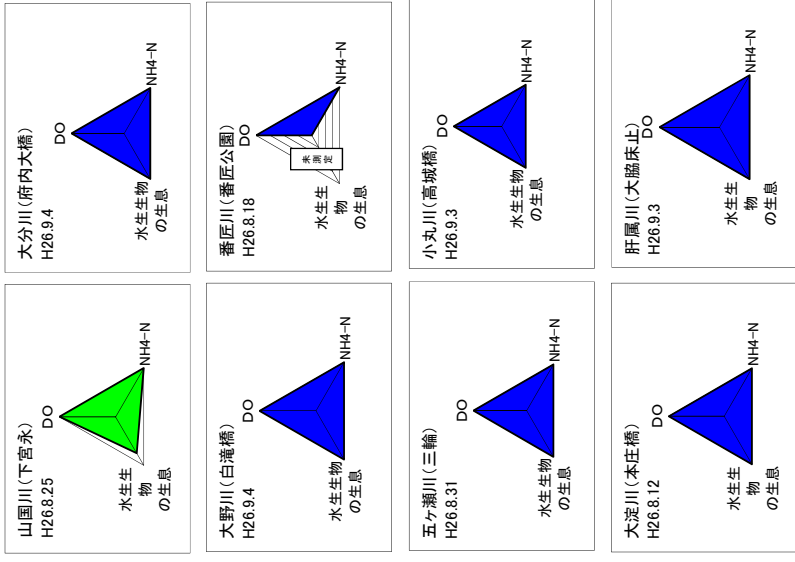 山国川(下宮永)
H26.8.25
DO
NH4-N
水生生
物
の生息
大分川(府内大橋)
H26.9.4
DO
NH4-N
水生生物
の生息
大野川(白滝橋)
H26.9.4
DO
NH4-N
水生生物
の生息
番匠川(番匠公園)
H26.8.18
DO
NH4-N
未測
定
水生生
物
の生息
五ヶ瀬川(三輪)
H26.8.31
DO
NH4-N
水生生物
の生息
小丸川(高城橋)
H26.9.3
DO
NH4-N
水生生物
の生息
大淀川(本庄橋)
H26.8.12
DO
NH4-N
水生生
物
の生息
肝属川(大脇床止)
H26.9.3
DO
NH4-N
水生生
物
の生息